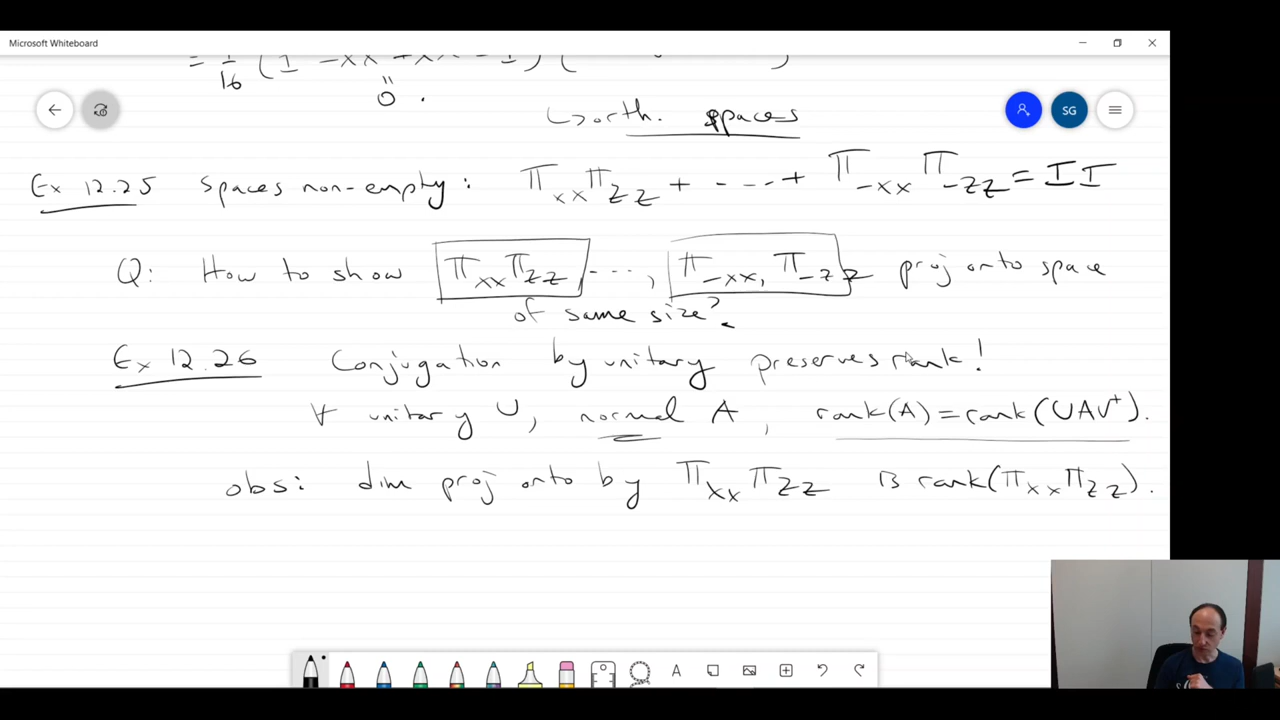 Microsoft Whiteboard
= 1/16 (I - XX + XX - I) (
0 .
SG
↳ orth. spaces
Ex 12.25 Spaces non-empty: Π_XX Π_ZZ + - - - + Π_-XX Π_-ZZ = II
Q: How to show Π_XX Π_ZZ, ..., Π_-XX, Π_-ZZ proj onto space
of same size?
Ex 12.26 Conjugation by unitary preserves rank!
∀ unitary U, normal A, rank(A) = rank(UAU†).
obs: dim proj onto by Π_XX Π_ZZ is rank(Π_XX Π_ZZ).
A